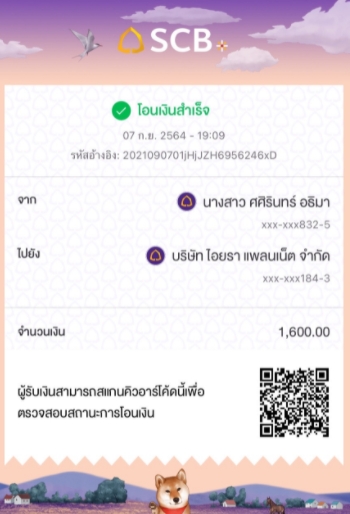 SCB
โอนเงินสำเร็จ
07 ก.ย. 2564 - 19:09
รหัสอ้างอิง: 2021090701jHjJZH6956246xD
จาก
นางสาว ศศิรินทร์ อธิมา
xxx-xxx832-5
ไปยัง
บริษัท ไอยรา แพลนเน็ต จำกัด
xxx-xxx184-3
จำนวนเงิน
1,600.00
ผู้รับเงินสามารถสแกนคิวอาร์โค้ดนี้เพื่อ
ตรวจสอบสถานะการโอนเงิน